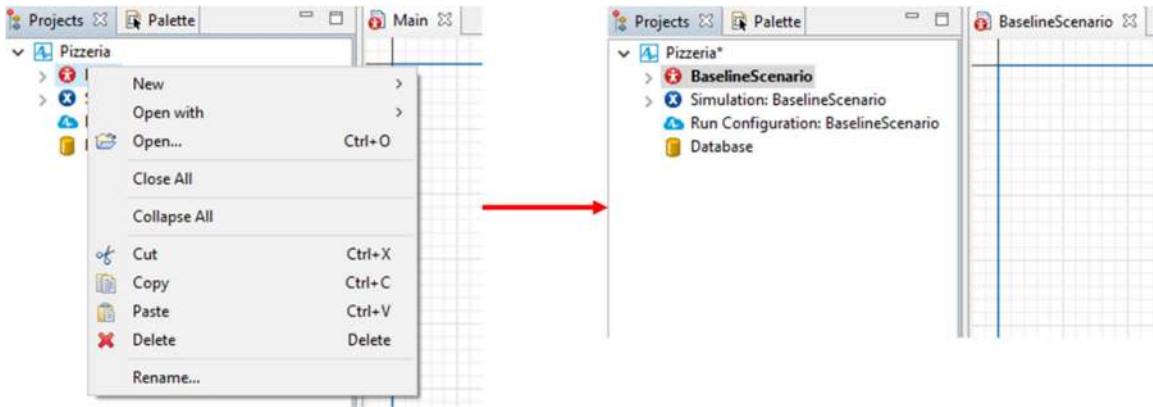 Projects
Palette
Main
Pizzeria
New
Open with
Open... Ctrl+O
Close All
Collapse All
Cut Ctrl+X
Copy Ctrl+C
Paste Ctrl+V
Delete Delete
Rename...
Projects
Palette
BaselineScenario
Pizzeria*
BaselineScenario
Simulation: BaselineScenario
Run Configuration: BaselineScenario
Database